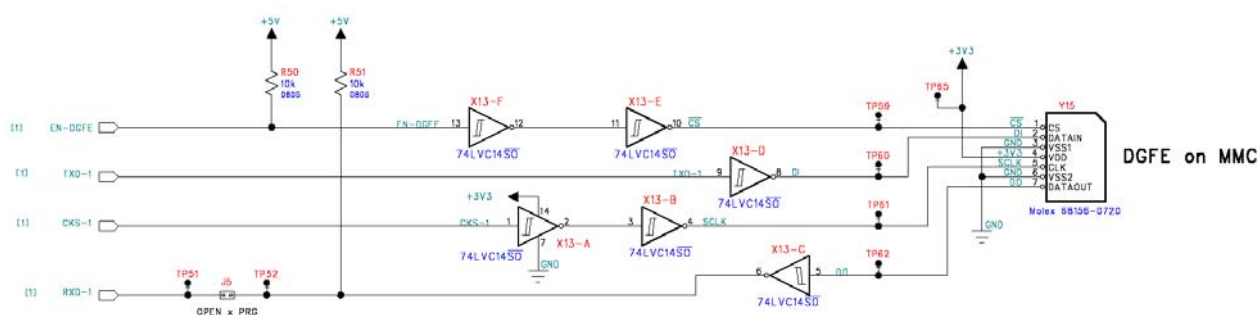 +5V +5V
R50 R51
10k 10k
0805 0805
+3V3
TP65
Y15
X13-F X13-E TP59
[1] EN-DGFE EN-DGFE 13 12 11 10 CS CS 1 CS
DI 2 DATAIN
74LVC14SO 74LVC14SO
GND 3 VSS1
X13-D TP60
+3V3 4 VDD
DGFE on MMC
[1] TXD-1 TXD-1 9 8 DI
SCLK 5 CLK
GND 6 VSS2
74LVC14SO
DO 7 DATAOUT
+3V3
14
X13-B TP61
Molex 68156-0720
[1] CKS-1 CKS-1 1 2 3 4 SCLK
GND
7
X13-A
74LVC14SO GND 74LVC14SO
X13-C TP62
TP51 J5 TP52
6 5 DO
[1] RXD-1
74LVC14SO
OPEN x PRG